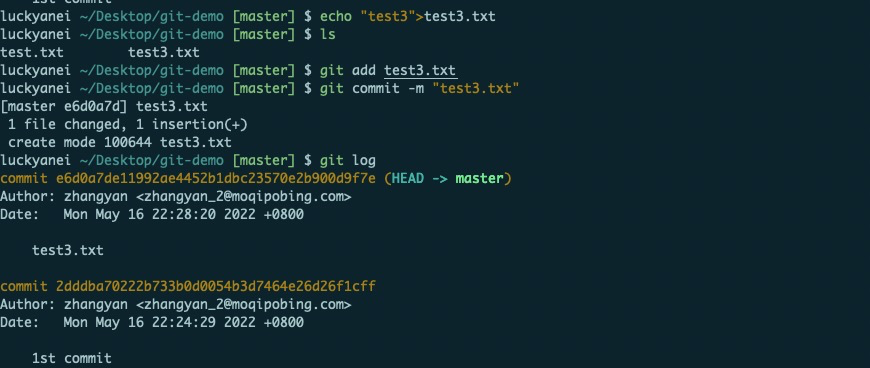 1st commit
luckyanei ~/Desktop/git-demo [master] $ echo "test3">test3.txt
luckyanei ~/Desktop/git-demo [master] $ ls
test.txt        test3.txt
luckyanei ~/Desktop/git-demo [master] $ git add test3.txt
luckyanei ~/Desktop/git-demo [master] $ git commit -m "test3.txt"
[master e6d0a7d] test3.txt
 1 file changed, 1 insertion(+)
 create mode 100644 test3.txt
luckyanei ~/Desktop/git-demo [master] $ git log
commit e6d0a7de11992ae4452b1dbc23570e2b900d9f7e (HEAD -> master)
Author: zhangyan <zhangyan_2@moqipobing.com>
Date:   Mon May 16 22:28:20 2022 +0800
    test3.txt
commit 2dddba70222b733b0d0054b3d7464e26d26f1cff
Author: zhangyan <zhangyan_2@moqipobing.com>
Date:   Mon May 16 22:24:29 2022 +0800
    1st commit